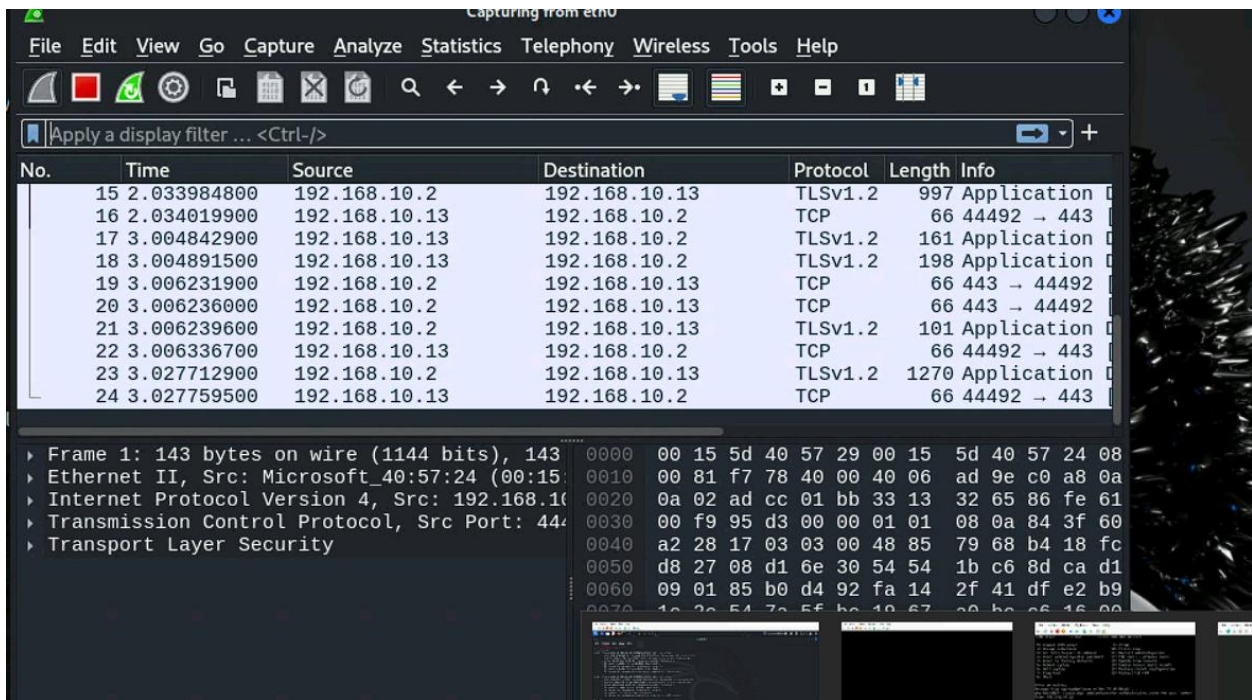 Capturing from eth0
File Edit View Go Capture Analyze Statistics Telephony Wireless Tools Help
Apply a display filter … <Ctrl-/>
No. Time Source Destination Protocol Length Info
15 2.033984800 192.168.10.2 192.168.10.13 TLSv1.2 997 Application
16 2.034019900 192.168.10.13 192.168.10.2 TCP 66 44492 → 443 [
17 3.004842900 192.168.10.13 192.168.10.2 TLSv1.2 161 Application
18 3.004891500 192.168.10.13 192.168.10.2 TLSv1.2 198 Application
19 3.006231900 192.168.10.2 192.168.10.13 TCP 66 443 → 44492 [
20 3.006236000 192.168.10.2 192.168.10.13 TCP 66 443 → 44492 [
21 3.006239600 192.168.10.2 192.168.10.13 TLSv1.2 101 Application
22 3.006336700 192.168.10.13 192.168.10.2 TCP 66 44492 → 443 [
23 3.027712900 192.168.10.2 192.168.10.13 TLSv1.2 1270 Application
24 3.027759500 192.168.10.13 192.168.10.2 TCP 66 44492 → 443 [
Frame 1: 143 bytes on wire (1144 bits), 143
Ethernet II, Src: Microsoft_40:57:24 (00:15:
Internet Protocol Version 4, Src: 192.168.10
Transmission Control Protocol, Src Port: 444
Transport Layer Security
0000 00 15 5d 40 57 29 00 15 5d 40 57 24 08
0010 00 81 f7 78 40 00 40 06 ad 9e c0 a8 0a
0020 0a 02 ad cc 01 bb 33 13 32 65 86 fe 61
0030 00 f9 95 d3 00 00 01 01 08 0a 84 3f 60
0040 a2 28 17 03 03 00 48 85 79 68 b4 18 fc
0050 d8 27 08 d1 6e 30 54 54 1b c6 8d ca d1
0060 09 01 85 b0 d4 92 fa 14 2f 41 df e2 b9